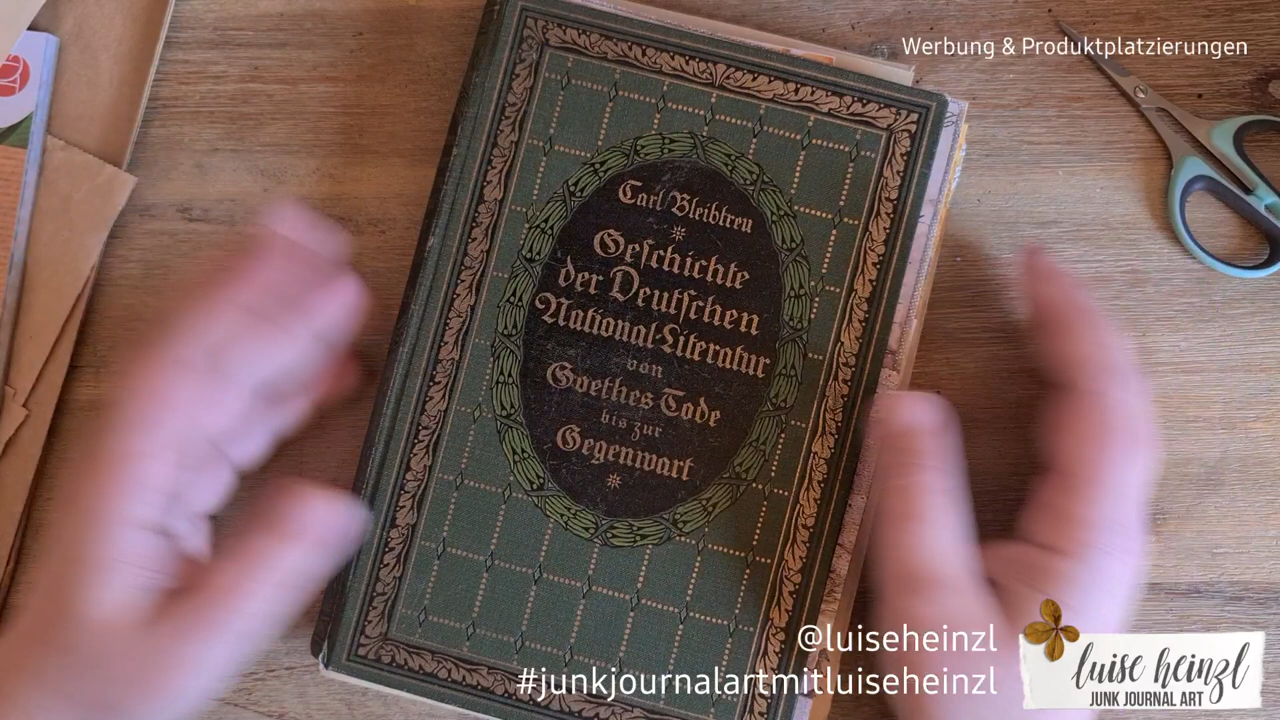 Werbung & Produktplatzierungen
Carl Bleibtreu
Geſchichte
der Deutſchen
National-Literatur
von
Goethes Tode
bis zur
Gegenwart
@luiseheinzl
#junkjournalartmitluiseheinzl
luise heinzl
JUNK JOURNAL ART